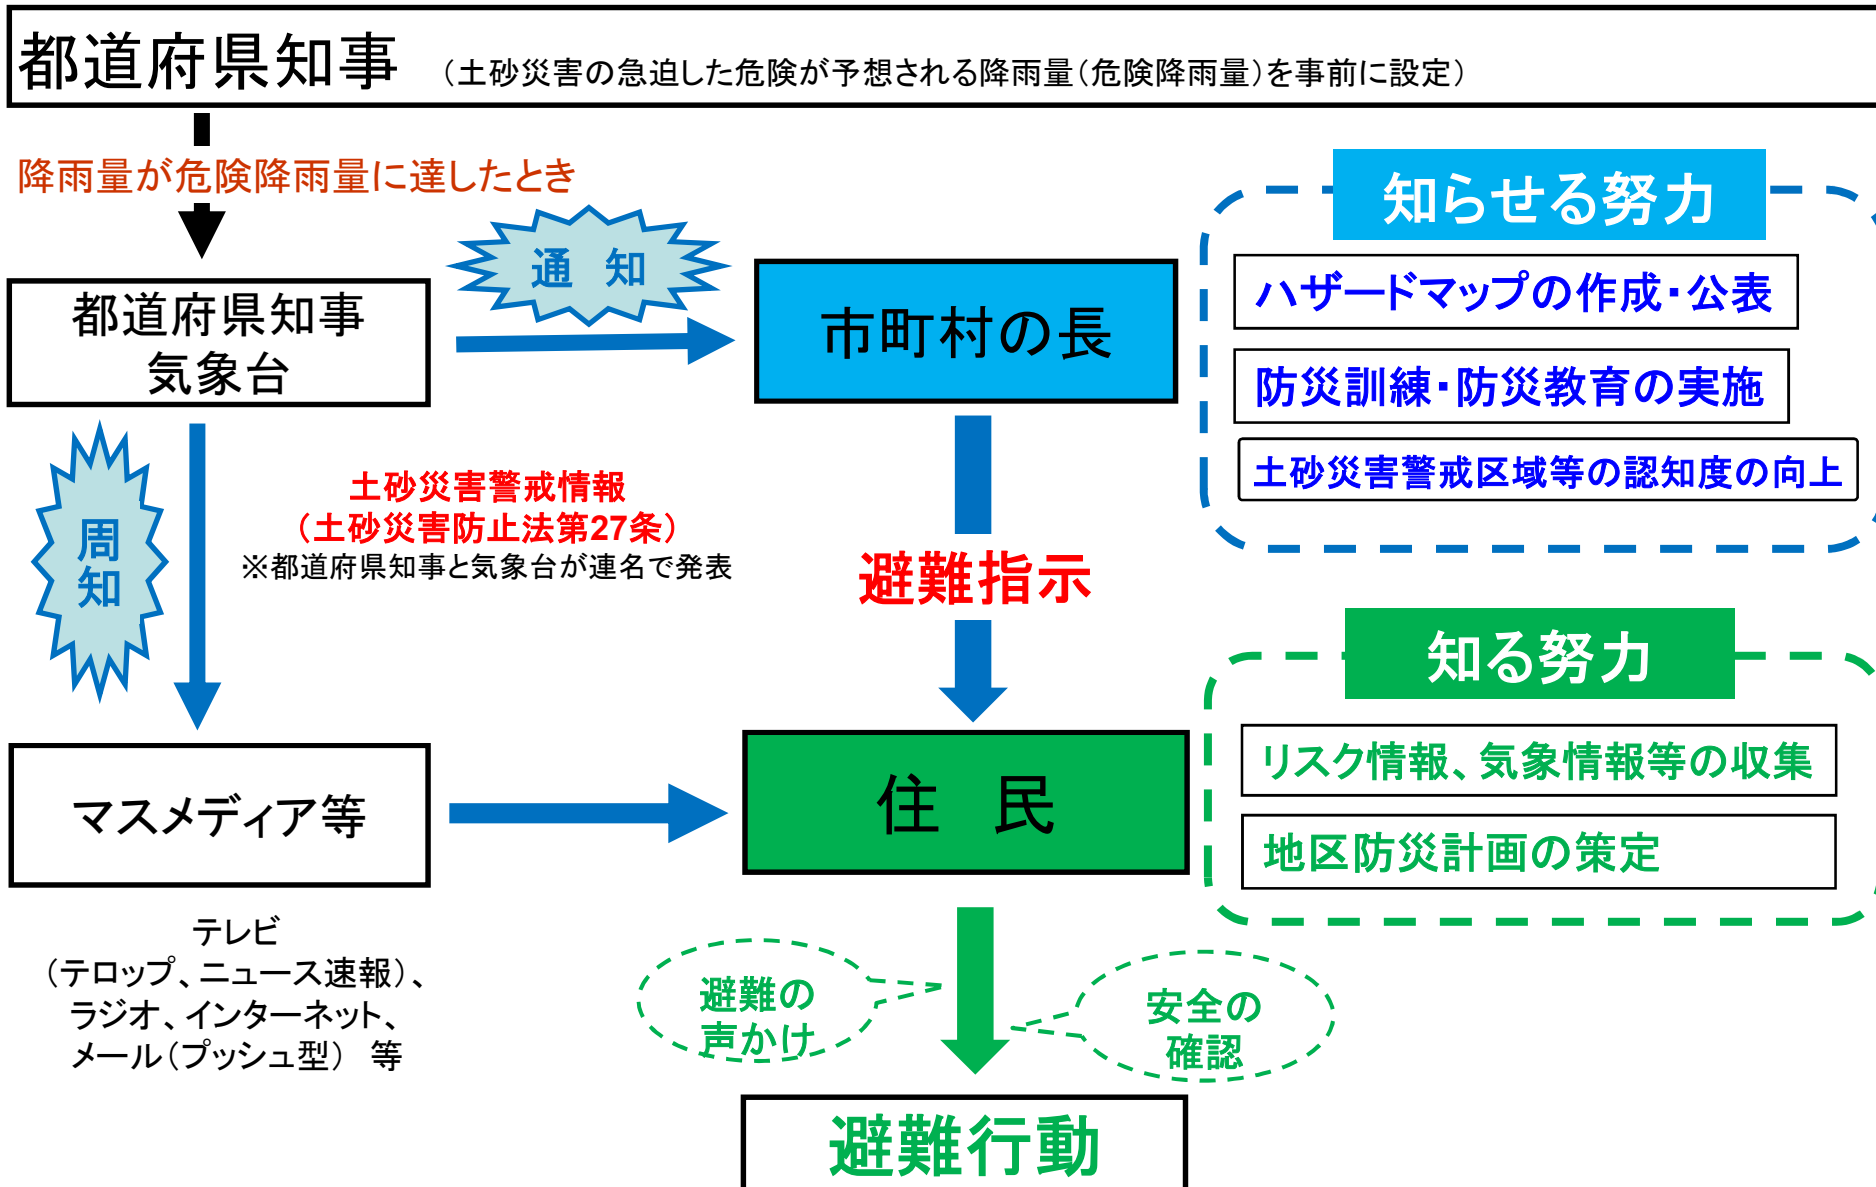 都道府県知事 (土砂災害の急迫した危険が予想される降雨量(危険降雨量)を事前に設定)
降雨量が危険降雨量に達したとき
都道府県知事
気象台
通 知
市町村の長
知らせる努力
ハザードマップの作成・公表
防災訓練・防災教育の実施
土砂災害警戒区域等の認知度の向上
周
知
土砂災害警戒情報
(土砂災害防止法第27条)
※都道府県知事と気象台が連名で発表
避難指示
知る努力
リスク情報、気象情報等の収集
地区防災計画の策定
マスメディア等
住 民
テレビ
(テロップ、ニュース速報)、
ラジオ、インターネット、
メール(プッシュ型) 等
避難の
声かけ
安全の
確認
避難行動